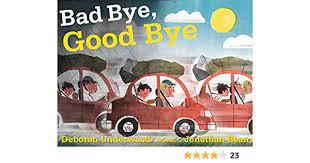 Bad Bye,
Good Bye
Deborah Underwood Jonathan Bean
23